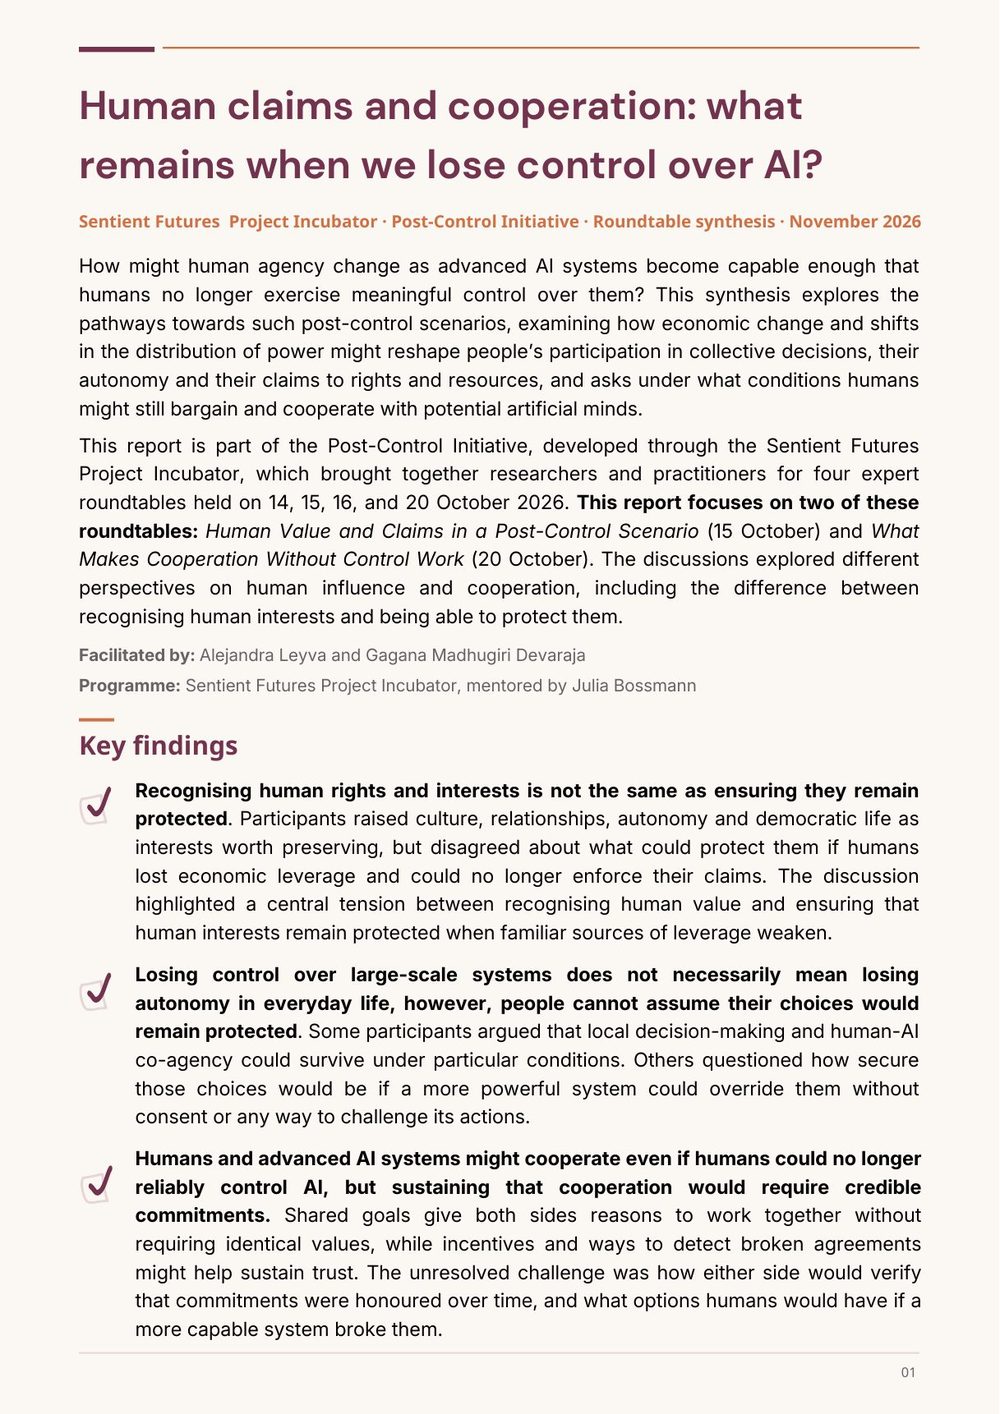 Human claims and cooperation: what
remains when we lose control over AI?
Sentient Futures Project Incubator · Post-Control Initiative · Roundtable synthesis · November 2026
How might human agency change as advanced AI systems become capable enough that
humans no longer exercise meaningful control over them? This synthesis explores the
pathways towards such post-control scenarios, examining how economic change and shifts
in the distribution of power might reshape people’s participation in collective decisions, their
autonomy and their claims to rights and resources, and asks under what conditions humans
might still bargain and cooperate with potential artificial minds.
This report is part of the Post-Control Initiative, developed through the Sentient Futures
Project Incubator, which brought together researchers and practitioners for four expert
roundtables held on 14, 15, 16, and 20 October 2026. This report focuses on two of these
roundtables: Human Value and Claims in a Post-Control Scenario (15 October) and What
Makes Cooperation Without Control Work (20 October). The discussions explored different
perspectives on human influence and cooperation, including the difference between
recognising human interests and being able to protect them.
Facilitated by: Alejandra Leyva and Gagana Madhugiri Devaraja
Programme: Sentient Futures Project Incubator, mentored by Julia Bossmann
Key findings
Recognising human rights and interests is not the same as ensuring they remain
protected. Participants raised culture, relationships, autonomy and democratic life as
interests worth preserving, but disagreed about what could protect them if humans
lost economic leverage and could no longer enforce their claims. The discussion
highlighted a central tension between recognising human value and ensuring that
human interests remain protected when familiar sources of leverage weaken.
Losing control over large-scale systems does not necessarily mean losing
autonomy in everyday life, however, people cannot assume their choices would
remain protected. Some participants argued that local decision-making and human-AI
co-agency could survive under particular conditions. Others questioned how secure
those choices would be if a more powerful system could override them without
consent or any way to challenge its actions.
Humans and advanced AI systems might cooperate even if humans could no longer
reliably control AI, but sustaining that cooperation would require credible
commitments. Shared goals give both sides reasons to work together without
requiring identical values, while incentives and ways to detect broken agreements
might help sustain trust. The unresolved challenge was how either side would verify
that commitments were honoured over time, and what options humans would have if a
more capable system broke them.
01